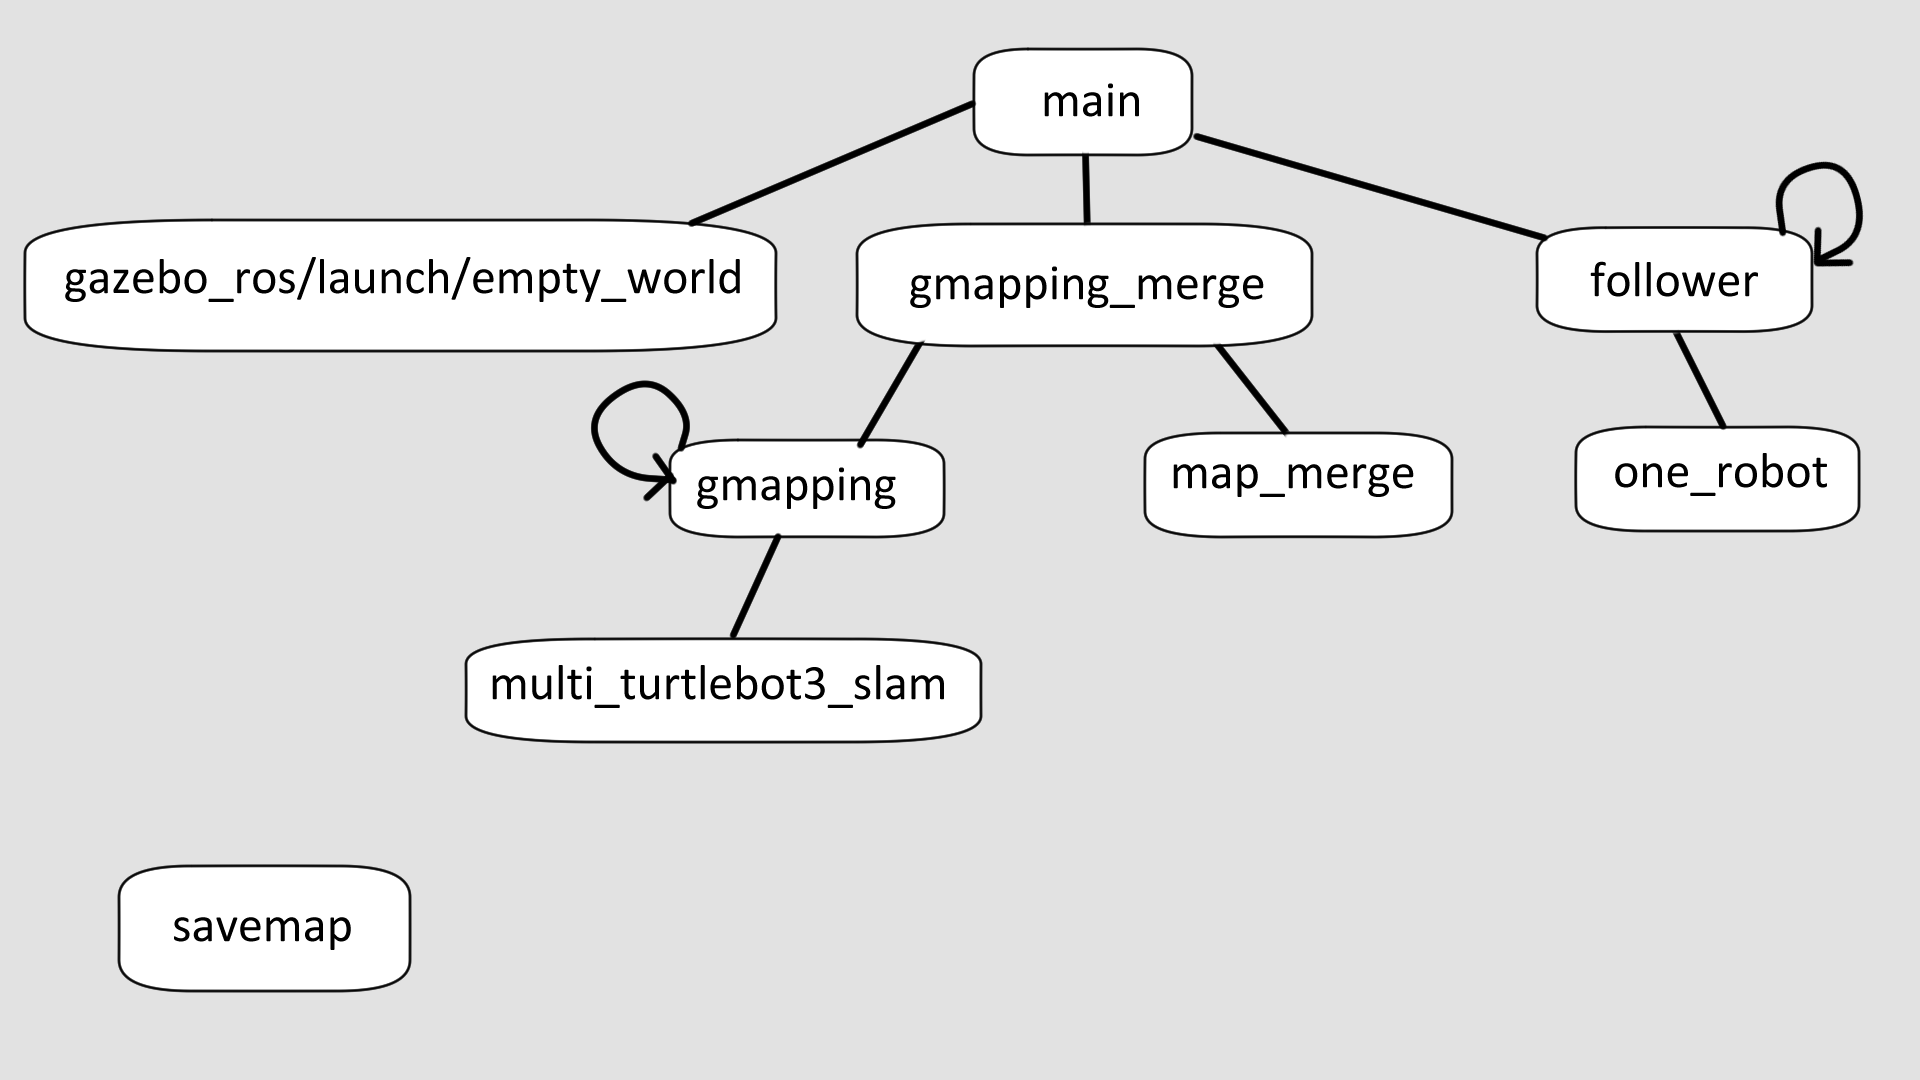 main
gazebo_ros/launch/empty_world
gmapping_merge
follower
gmapping
map_merge
one_robot
multi_turtlebot3_slam
savemap